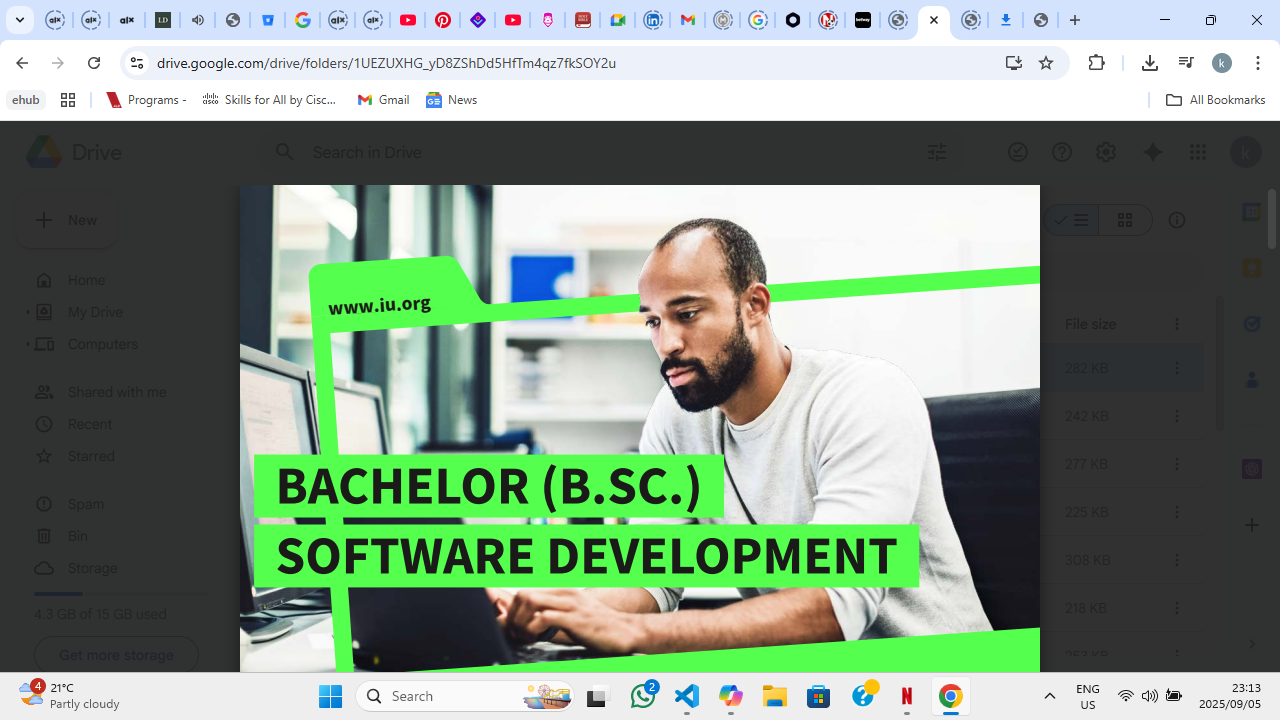 drive.google.com/drive/folders/1UEZUXHG_yD8ZShDd5HfTm4qz7fkSOY2u
ehub
Programs -
Skills for All by Cisc...
Gmail
News
All Bookmarks
Drive
Search in Drive
k
New
Home
My Drive
Computers
Shared with me
Recent
Starred
Spam
Bin
Storage
4.3 GB of 15 GB used
Get more storage
File size
282 KB
242 KB
277 KB
225 KB
308 KB
218 KB
www.iu.org
BACHELOR (B.SC.)
SOFTWARE DEVELOPMENT
4
21°C
Partly cloudy
Search
2
ENG
US
23:13
2025/09/05